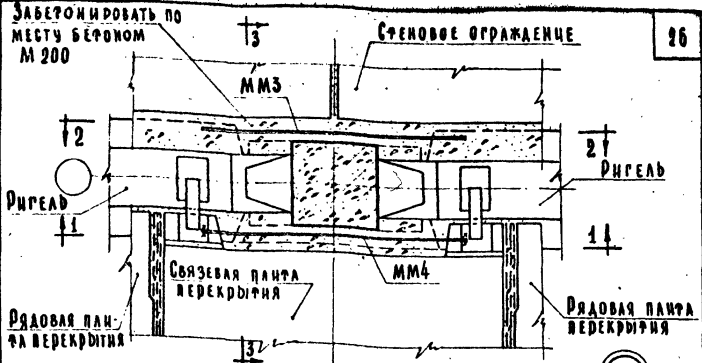 Забетонировать по
месту бетоном
М 200
3
Стеновое ограждение
26
ММ3
2
2
Ригель
Ригель
1
1
Связевая плита
перекрытия
ММ4
Рядовая пли-
та перекрытия
Рядовая плита
перекрытия
3